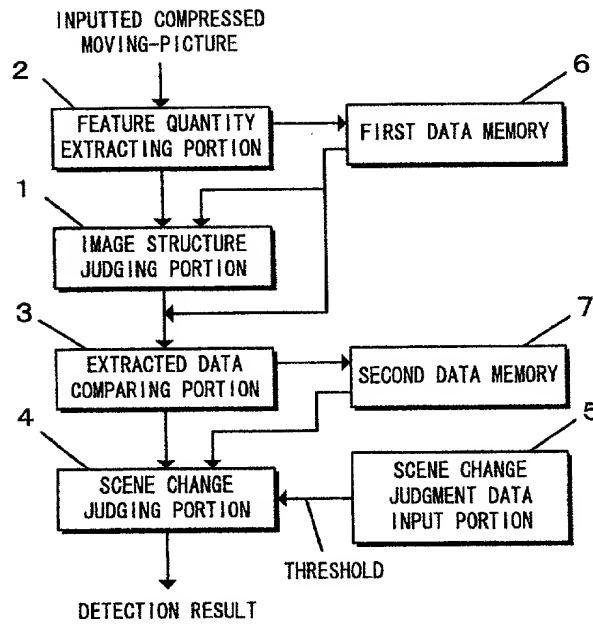 INPUTTED COMPRESSED
MOVING-PICTURE
2
6
FEATURE QUANTITY
EXTRACTING PORTION
FIRST DATA MEMORY
1
IMAGE STRUCTURE
JUDGING PORTION
3
7
EXTRACTED DATA
COMPARING PORTION
SECOND DATA MEMORY
4
5
SCENE CHANGE
JUDGING PORTION
SCENE CHANGE
JUDGMENT DATA
INPUT PORTION
THRESHOLD
DETECTION RESULT